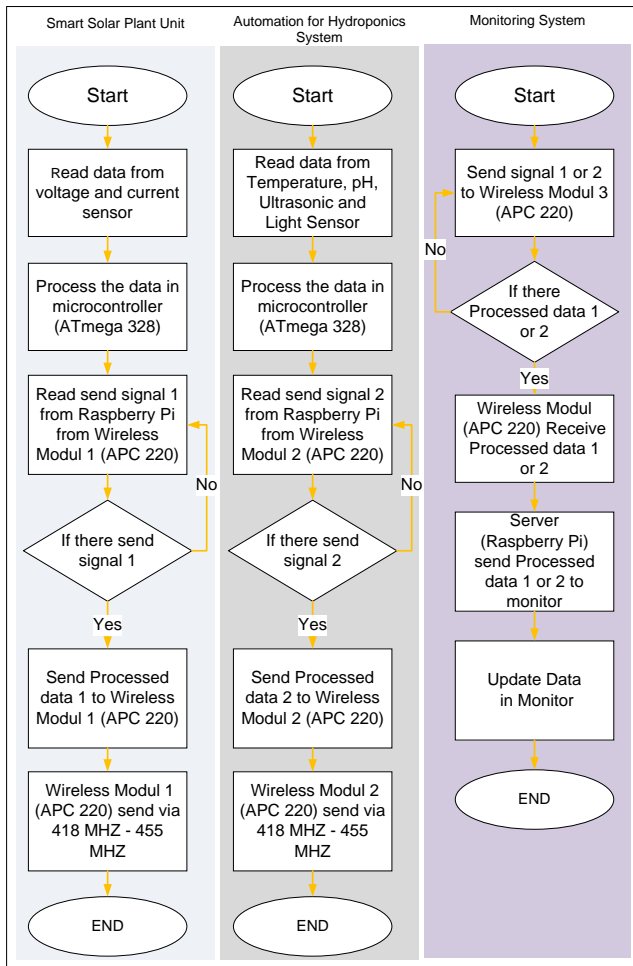 Smart Solar Plant Unit
Start
Read data from
voltage and current
sensor
Process the data in
microcontroller
(ATmega 328)
Read send signal 1
from Raspberry Pi
from Wireless
Modul 1 (APC 220)
No
If there send
signal 1
Yes
Send Processed
data 1 to Wireless
Modul 1 (APC 220)
Wireless Modul 1
(APC 220) send via
418 MHZ - 455
MHZ
END
Automation for Hydroponics
System
Start
Read data from
Temperature, pH,
Ultrasonic and
Light Sensor
Process the data in
microcontroller
(ATmega 328)
Read send signal 2
from Raspberry Pi
from Wireless
Modul 2 (APC 220)
No
If there send
signal 2
Yes
Send Processed
data 2 to Wireless
Modul 2 (APC 220)
Wireless Modul 2
(APC 220) send via
418 MHZ - 455
MHZ
END
Monitoring System
Start
Send signal 1 or 2
to Wireless Modul 3
(APC 220)
No
If there
Processed data 1
or 2
Yes
Wireless Modul
(APC 220) Receive
Processed data 1
or 2
Server
(Raspberry Pi)
send Processed
data 1 or 2 to
monitor
Update Data
in Monitor
END